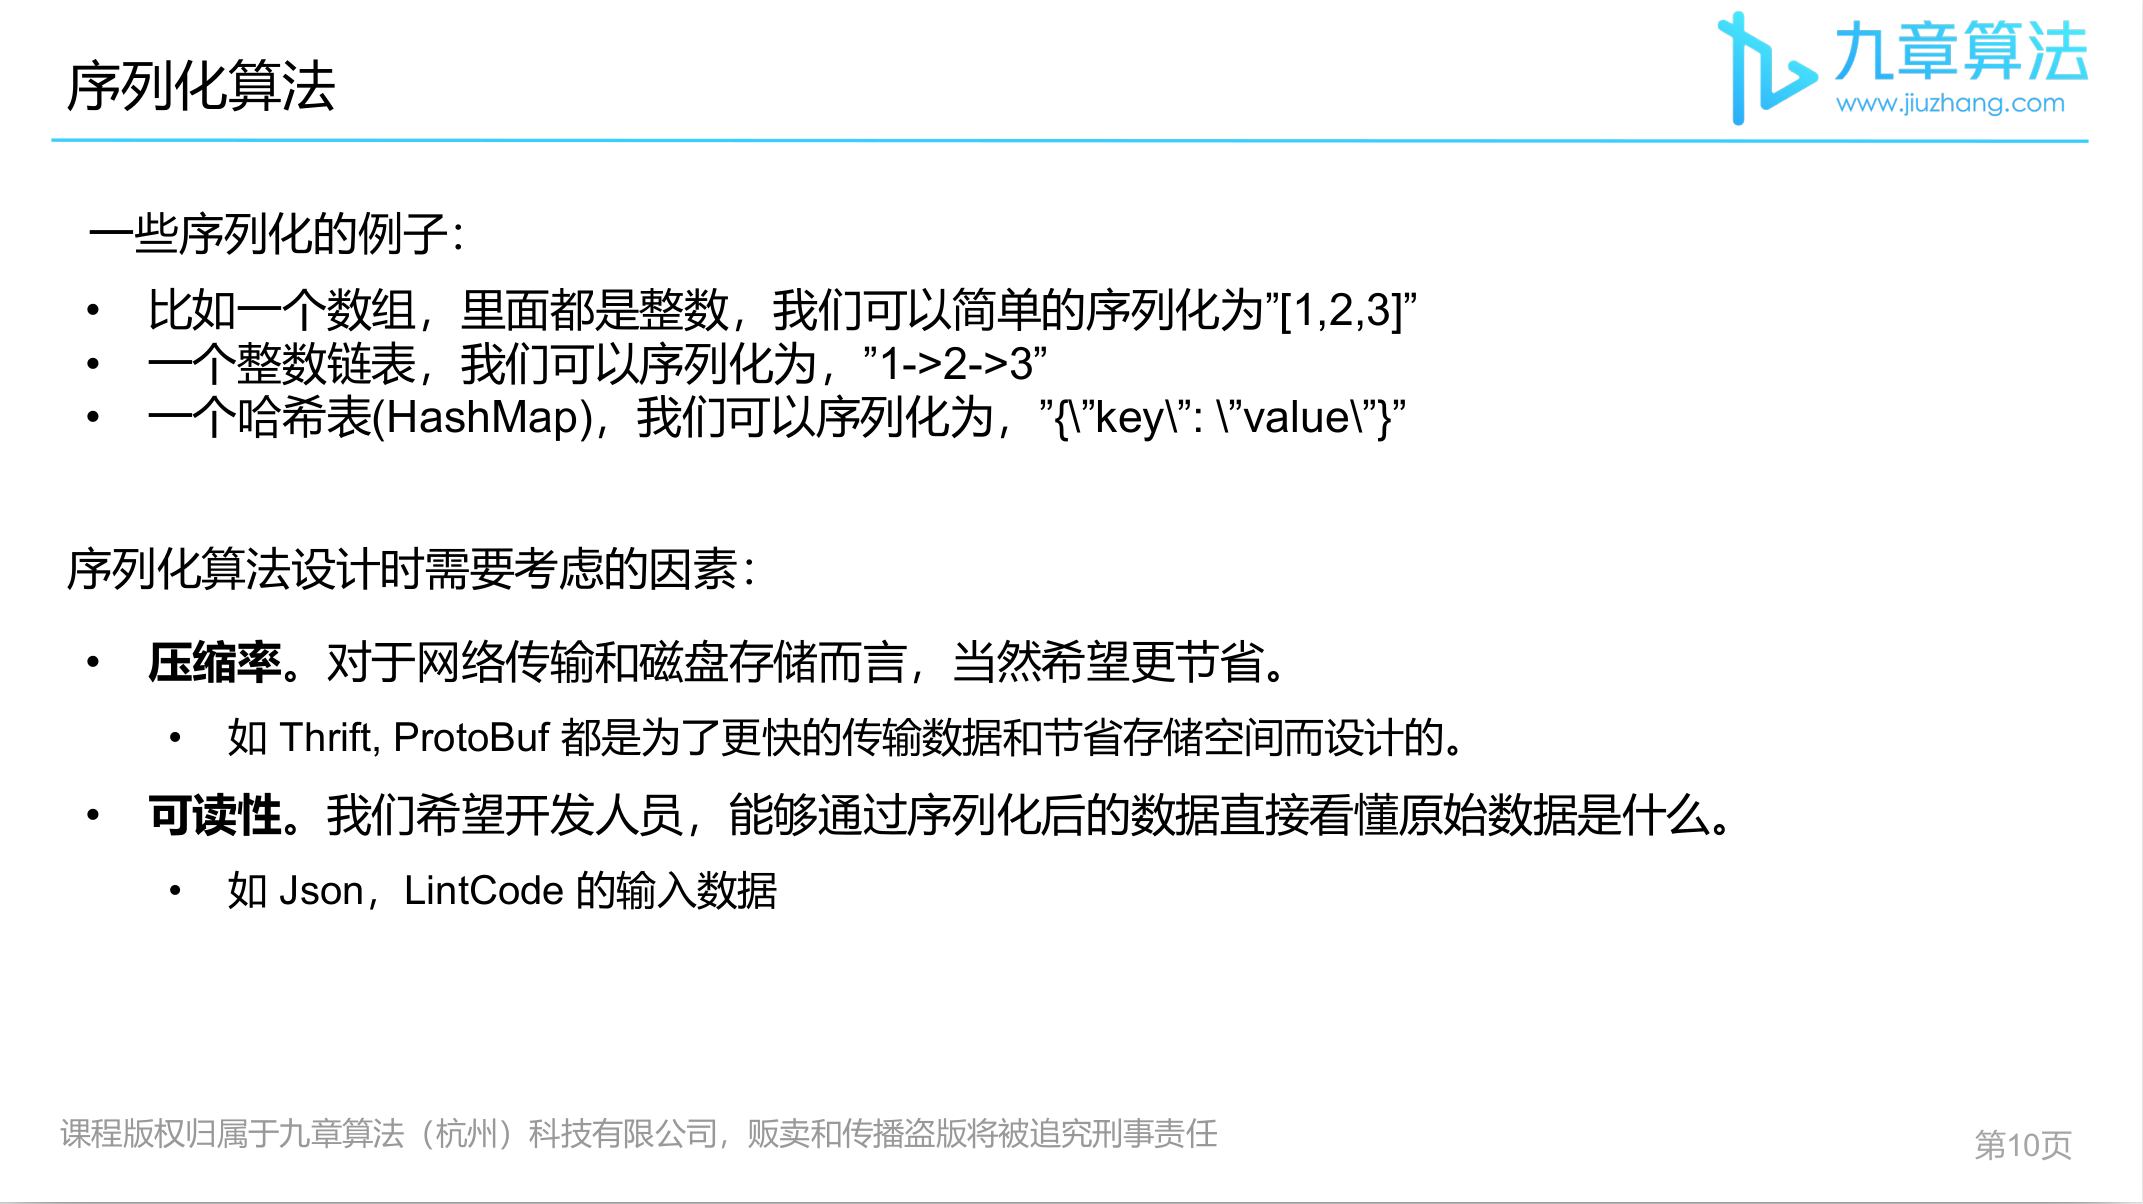 序列化算法
九章算法
www.jiuzhang.com
一些序列化的例子：
• 比如一个数组，里面都是整数，我们可以简单的序列化为”[1,2,3]”
• 一个整数链表，我们可以序列化为，”1->2->3”
• 一个哈希表(HashMap)，我们可以序列化为，”{\”key\”: \”value\”}”
序列化算法设计时需要考虑的因素：
• 压缩率。对于网络传输和磁盘存储而言，当然希望更节省。
• 如 Thrift, ProtoBuf 都是为了更快的传输数据和节省存储空间而设计的。
• 可读性。我们希望开发人员，能够通过序列化后的数据直接看懂原始数据是什么。
• 如 Json，LintCode 的输入数据
课程版权归属于九章算法（杭州）科技有限公司，贩卖和传播盗版将被追究刑事责任
第10页